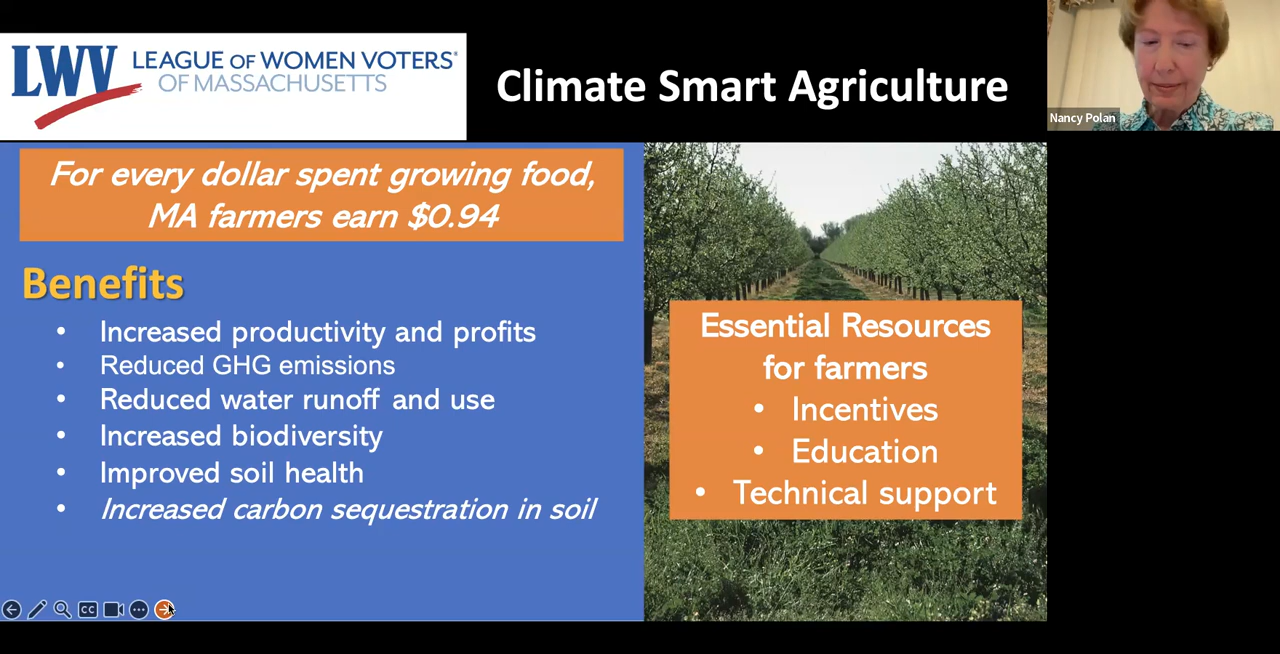 LWV LEAGUE OF WOMEN VOTERS®
OF MASSACHUSETTS
Climate Smart Agriculture
Nancy Polan
For every dollar spent growing food,
MA farmers earn $0.94
Benefits
• Increased productivity and profits
• Reduced GHG emissions
• Reduced water runoff and use
• Increased biodiversity
• Improved soil health
• Increased carbon sequestration in soil
Essential Resources
for farmers
• Incentives
• Education
• Technical support
CC